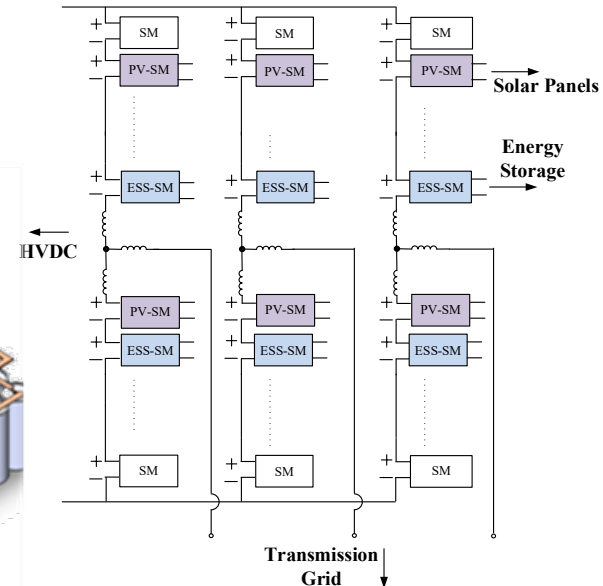 SM SM SM
PV-SM PV-SM PV-SM
Solar Panels
Energy
Storage
ESS-SM ESS-SM ESS-SM
HVDC
PV-SM PV-SM PV-SM
ESS-SM ESS-SM ESS-SM
SM SM SM
Transmission
Grid